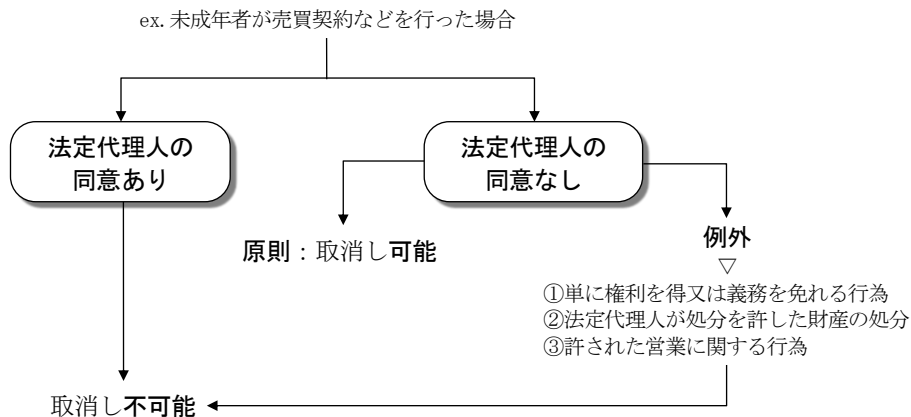 ex. 未成年者が売買契約などを行った場合
法定代理人の
同意あり
法定代理人の
同意なし
原則：取消し可能
例外
▽
①単に権利を得又は義務を免れる行為
②法定代理人が処分を許した財産の処分
③許された営業に関する行為
取消し不可能